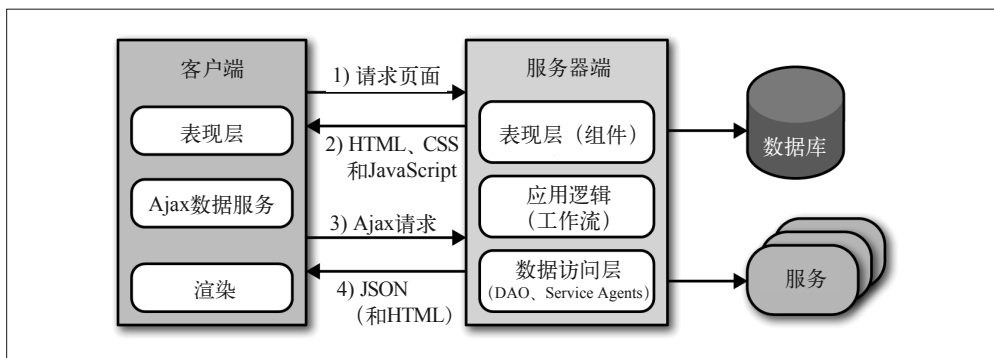 客户端
表现层
Ajax数据服务
渲染
1) 请求页面
2) HTML、CSS
和JavaScript
3) Ajax请求
4) JSON
（和HTML）
服务器端
表现层（组件）
应用逻辑
（工作流）
数据访问层
（DAO、Service Agents）
数据库
服务